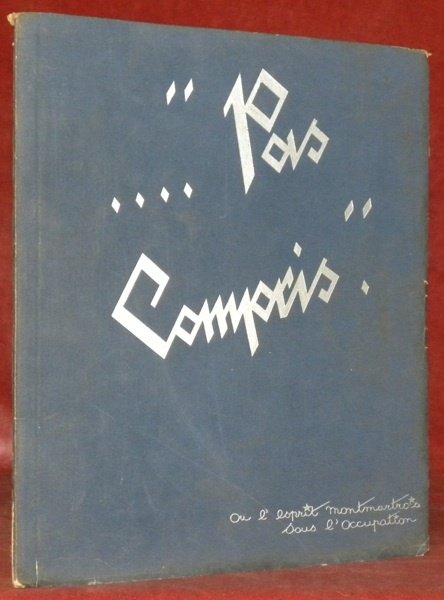 "Pas
....
Compris".
Ou l'esprit montmartrois
sous l'Occupation